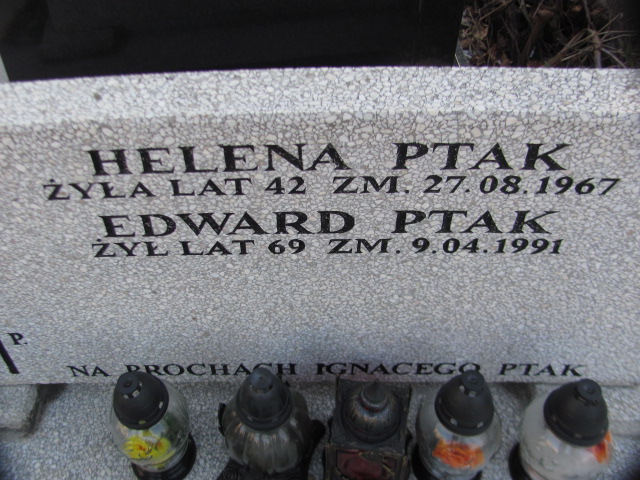 HELENA PTAK
ŻYŁA LAT 42 ZM. 27.08.1967
EDWARD PTAK
ŻYŁ LAT 69 ZM. 9.04.1991
P.
NA PROCHACH IGNACEGO PTAK